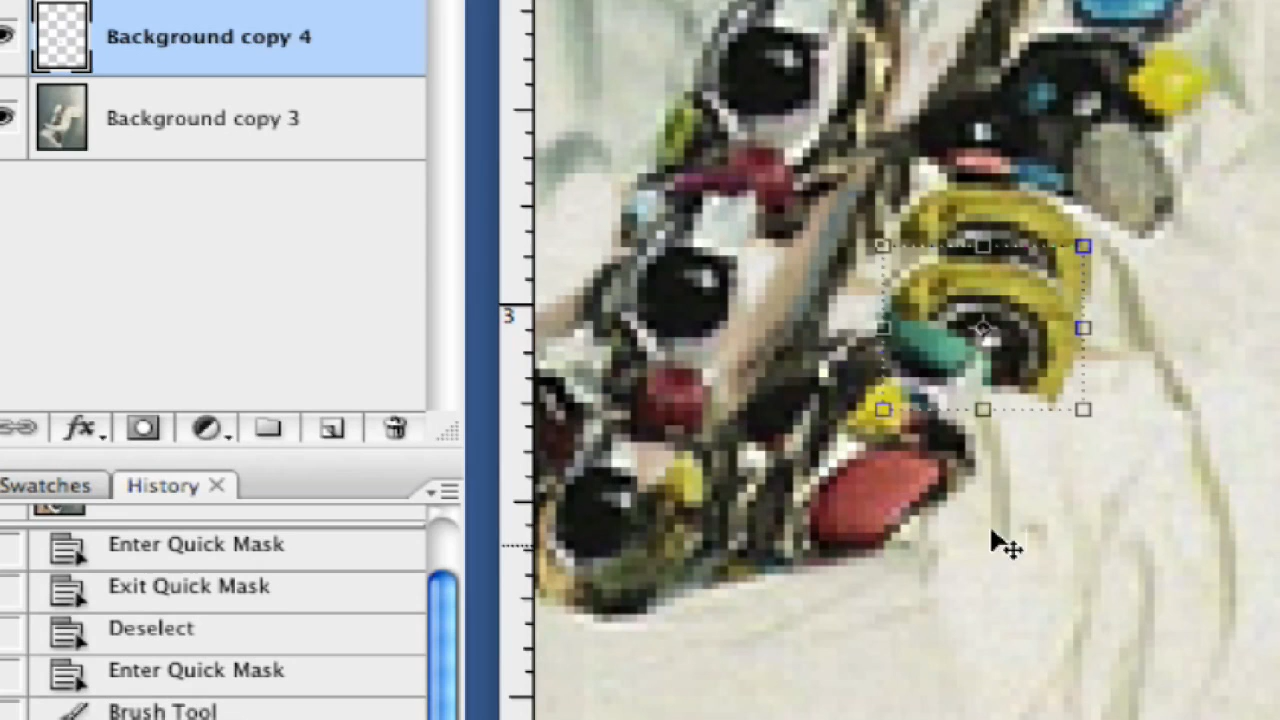 Background copy 4
Background copy 3
fx
Swatches
History
3
Enter Quick Mask
Exit Quick Mask
Deselect
Enter Quick Mask
Brush Tool